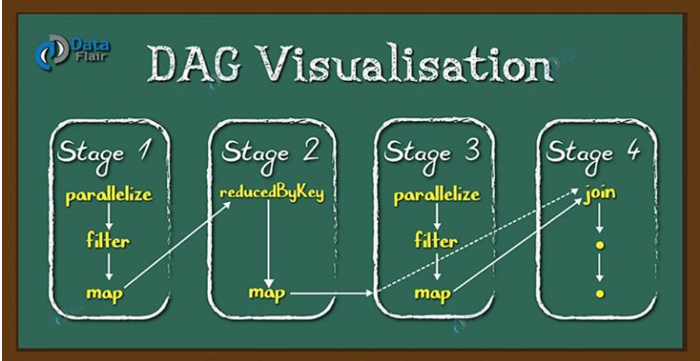 Data
Flair
DAG Visualisation
Stage 1
parallelize
filter
map
Stage 2
reducedByKey
map
Stage 3
parallelize
filter
map
Stage 4
join